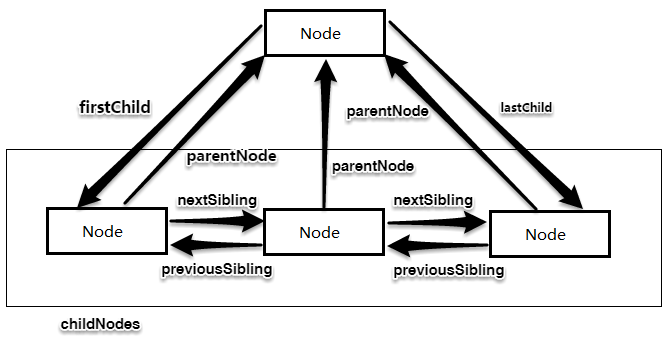 Node
firstChild
parentNode
lastChild
parentNode
parentNode
nextSibling
nextSibling
Node
Node
Node
previousSibling
previousSibling
childNodes